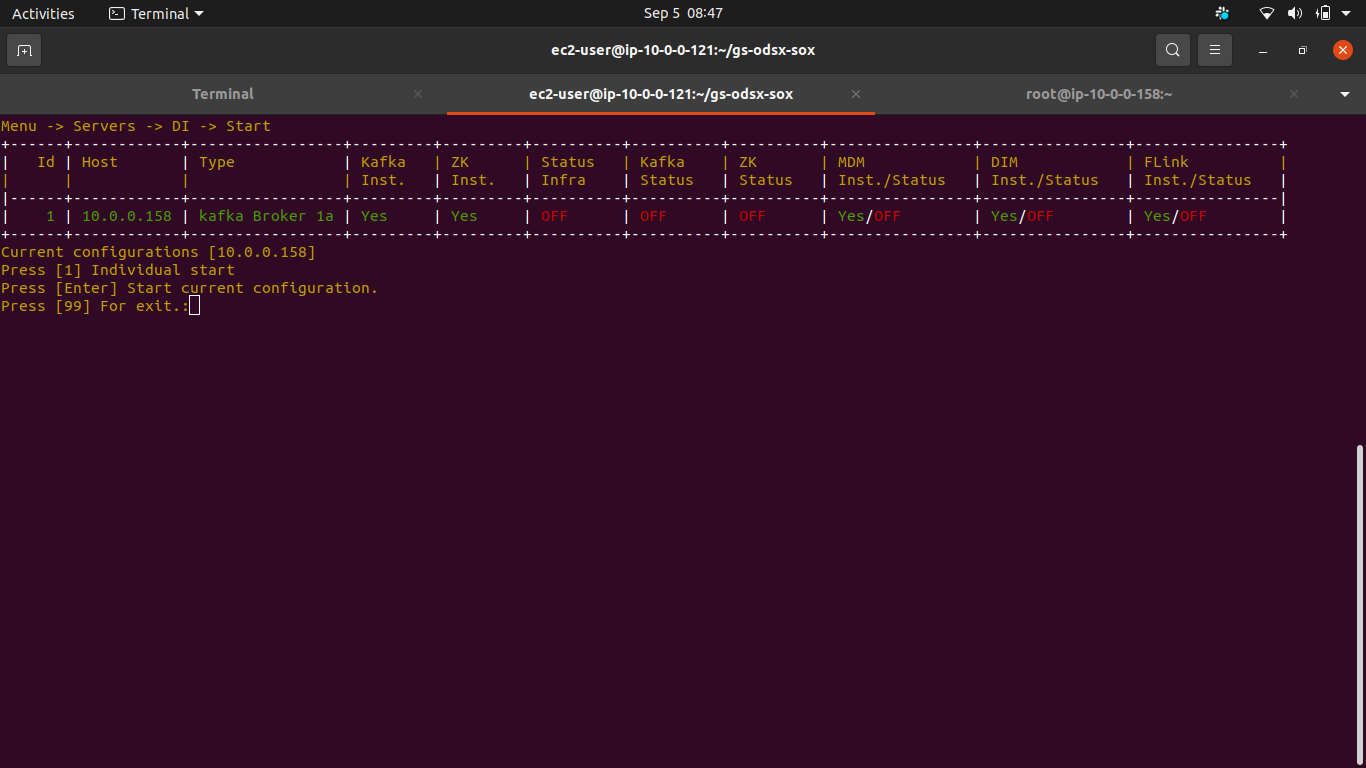 Activities Terminal Sep 5 08:47
ec2-user@ip-10-0-0-121:~/gs-odsx-sox
Terminal × ec2-user@ip-10-0-0-121:~/gs-odsx-sox × root@ip-10-0-0-158:~ ×
Menu -> Servers -> DI -> Start
+------+------------+-----------------+---------+---------+----------+----------+----------+----------------+----------------+----------------+
|   Id | Host       | Type            | Kafka   | ZK      | Status   | Kafka    | ZK       | MDM            | DIM            | FLink          |
|      |            |                 | Inst.   | Inst.   | Infra    | Status   | Status   | Inst./Status   | Inst./Status   | Inst./Status   |
|------+------------+-----------------+---------+---------+----------+----------+----------+----------------+----------------+----------------|
|    1 | 10.0.0.158 | kafka Broker 1a | Yes     | Yes     | OFF      | OFF      | OFF      | Yes/OFF        | Yes/OFF        | Yes/OFF        |
+------+------------+-----------------+---------+---------+----------+----------+----------+----------------+----------------+----------------+
Current configurations [10.0.0.158]
Press [1] Individual start
Press [Enter] Start current configuration.
Press [99] For exit.: